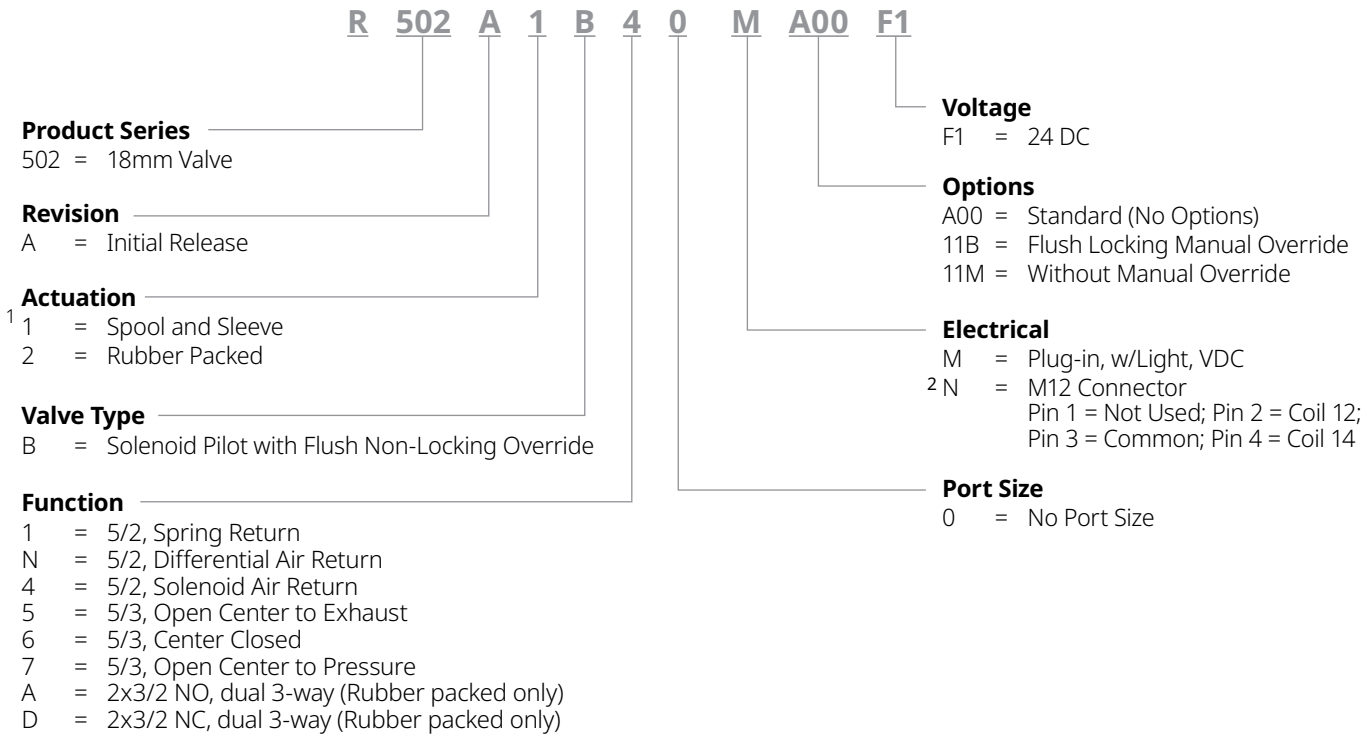 R 502 A 1 B 4 0 M A00 F1
Product Series
502 = 18mm Valve
Revision
A = Initial Release
Actuation
1 1 = Spool and Sleeve
2 = Rubber Packed
Valve Type
B = Solenoid Pilot with Flush Non-Locking Override
Function
1 = 5/2, Spring Return
N = 5/2, Differential Air Return
4 = 5/2, Solenoid Air Return
5 = 5/3, Open Center to Exhaust
6 = 5/3, Center Closed
7 = 5/3, Open Center to Pressure
A = 2x3/2 NO, dual 3-way (Rubber packed only)
D = 2x3/2 NC, dual 3-way (Rubber packed only)
Voltage
F1 = 24 DC
Options
A00 = Standard (No Options)
11B = Flush Locking Manual Override
11M = Without Manual Override
Electrical
M = Plug-in, w/Light, VDC
2 N = M12 Connector
Pin 1 = Not Used; Pin 2 = Coil 12;
Pin 3 = Common; Pin 4 = Coil 14
Port Size
0 = No Port Size